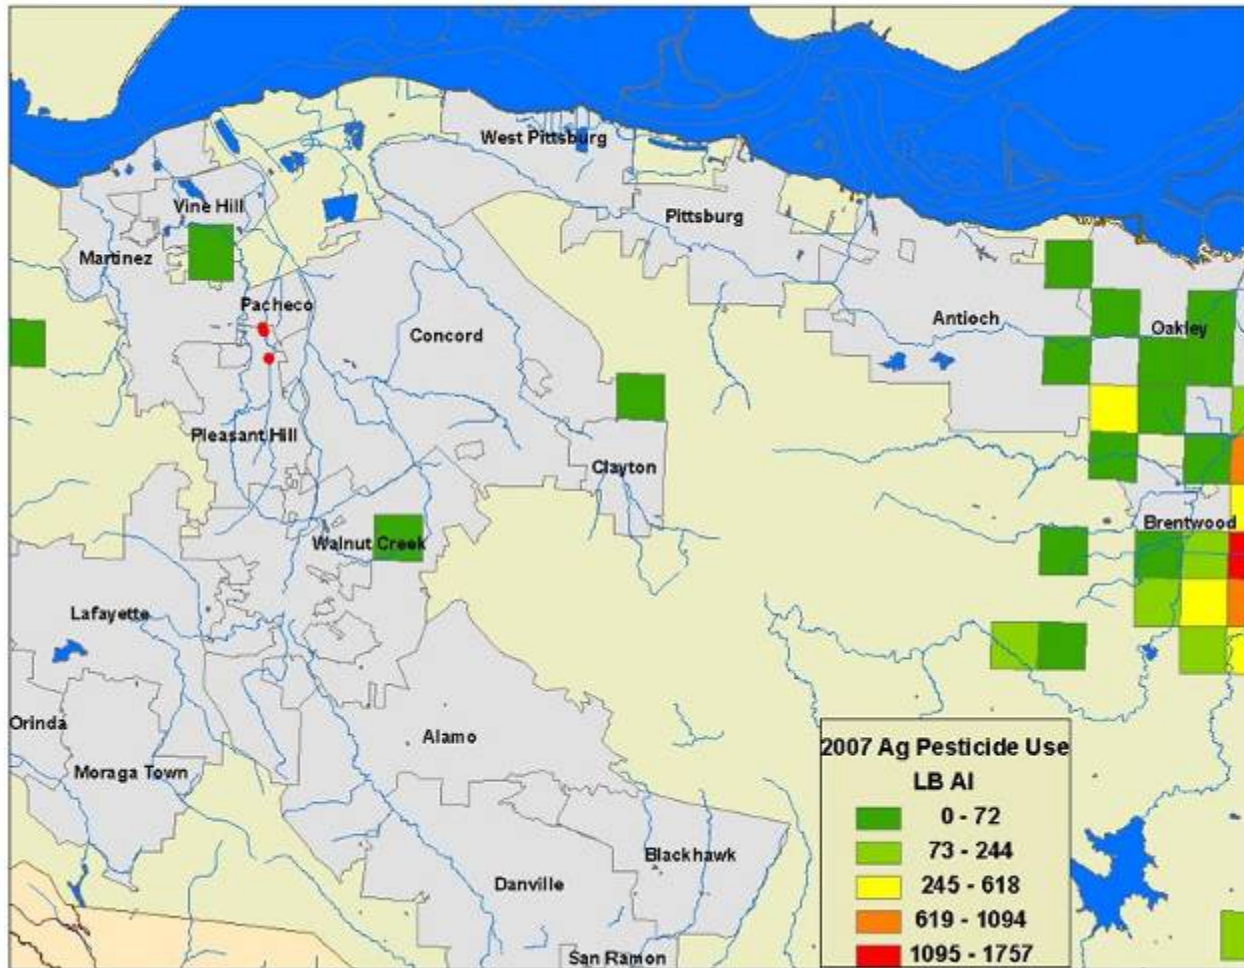 West Pittsburg
Vine Hill
Pittsburg
Martinez
Pacheco
Concord
Antioch
Oakley
Pleasant Hill
Clayton
Brentwood
Walnut Creek
Lafayette
Orinda
Alamo
Moraga Town
Blackhawk
Danville
San Ramon
2007 Ag Pesticide Use
LB AI
0 - 72
73 - 244
245 - 618
619 - 1094
1095 - 1757